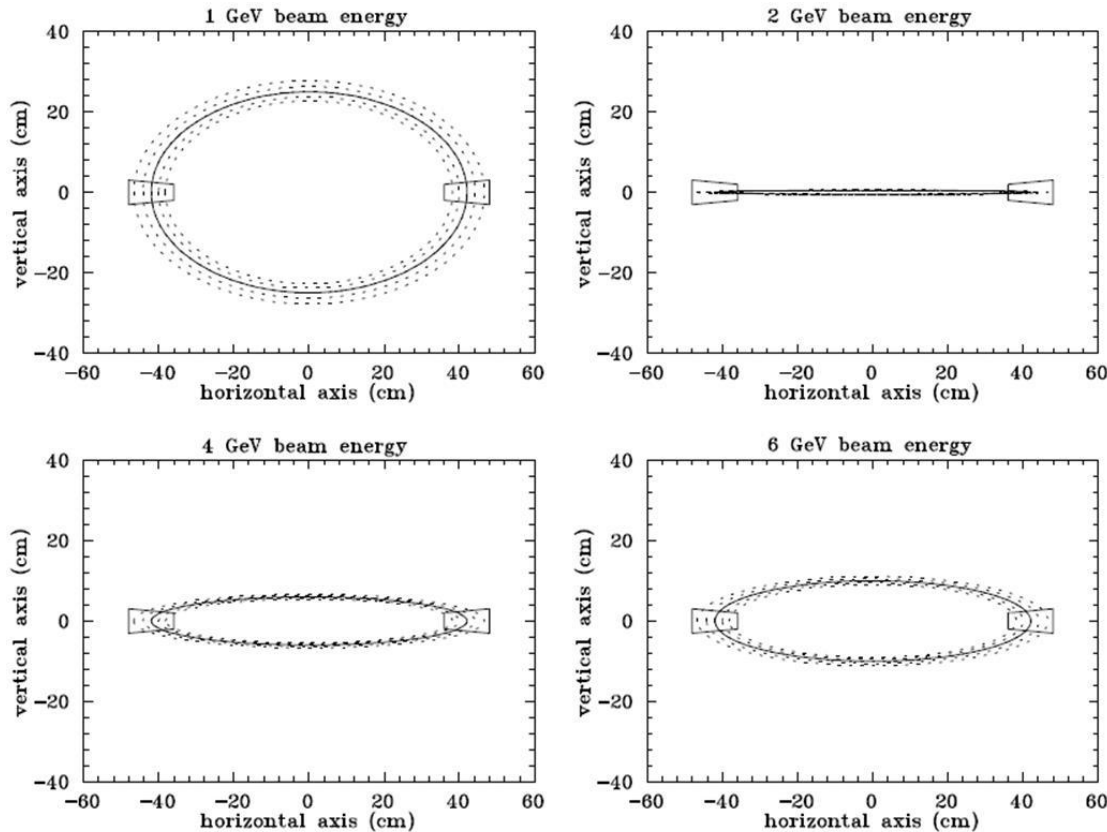 1 GeV beam energy
40
20
0
−20
−40
−60 −40 −20 0 20 40 60
vertical axis (cm)
horizontal axis (cm)
2 GeV beam energy
40
20
0
−20
−40
−60 −40 −20 0 20 40 60
vertical axis (cm)
horizontal axis (cm)
4 GeV beam energy
40
20
0
−20
−40
−60 −40 −20 0 20 40 60
vertical axis (cm)
horizontal axis (cm)
6 GeV beam energy
40
20
0
−20
−40
−60 −40 −20 0 20 40 60
vertical axis (cm)
horizontal axis (cm)